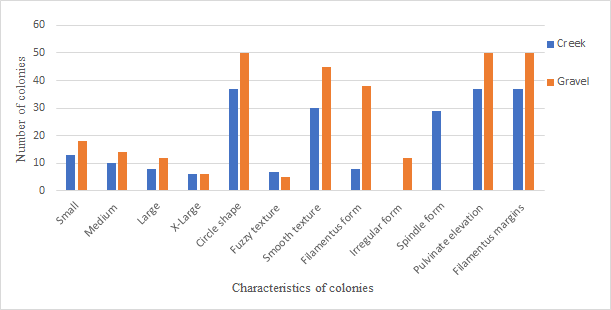 60
50
40
30
20
10
0
Number of colonies
Creek
Gravel
Small
Medium
Large
X-Large
Circle shape
Fuzzy texture
Smooth texture
Filamentus form
Irregular form
Spindle form
Pulvinate elevation
Filamentus margins
Characteristics of colonies